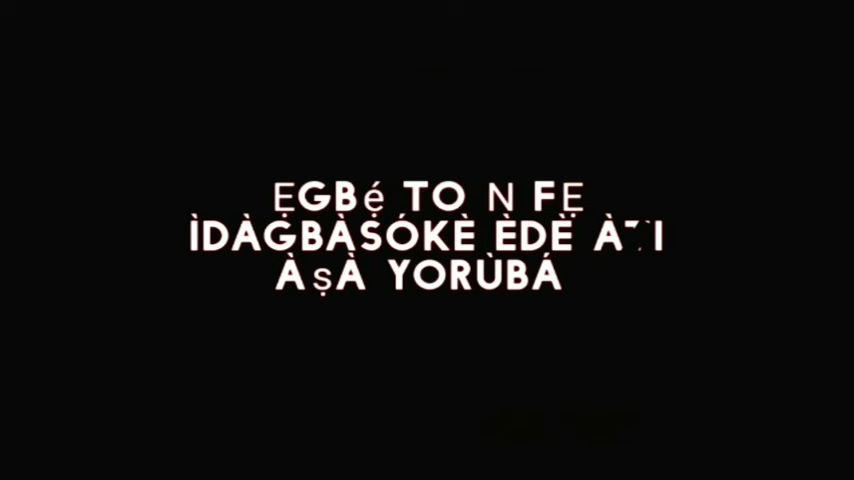 ẸGBé TO N FẸ
ÌDÀGBÀSÓKÈ ÈDÈ
ÀṣÀ YORÙBÁ